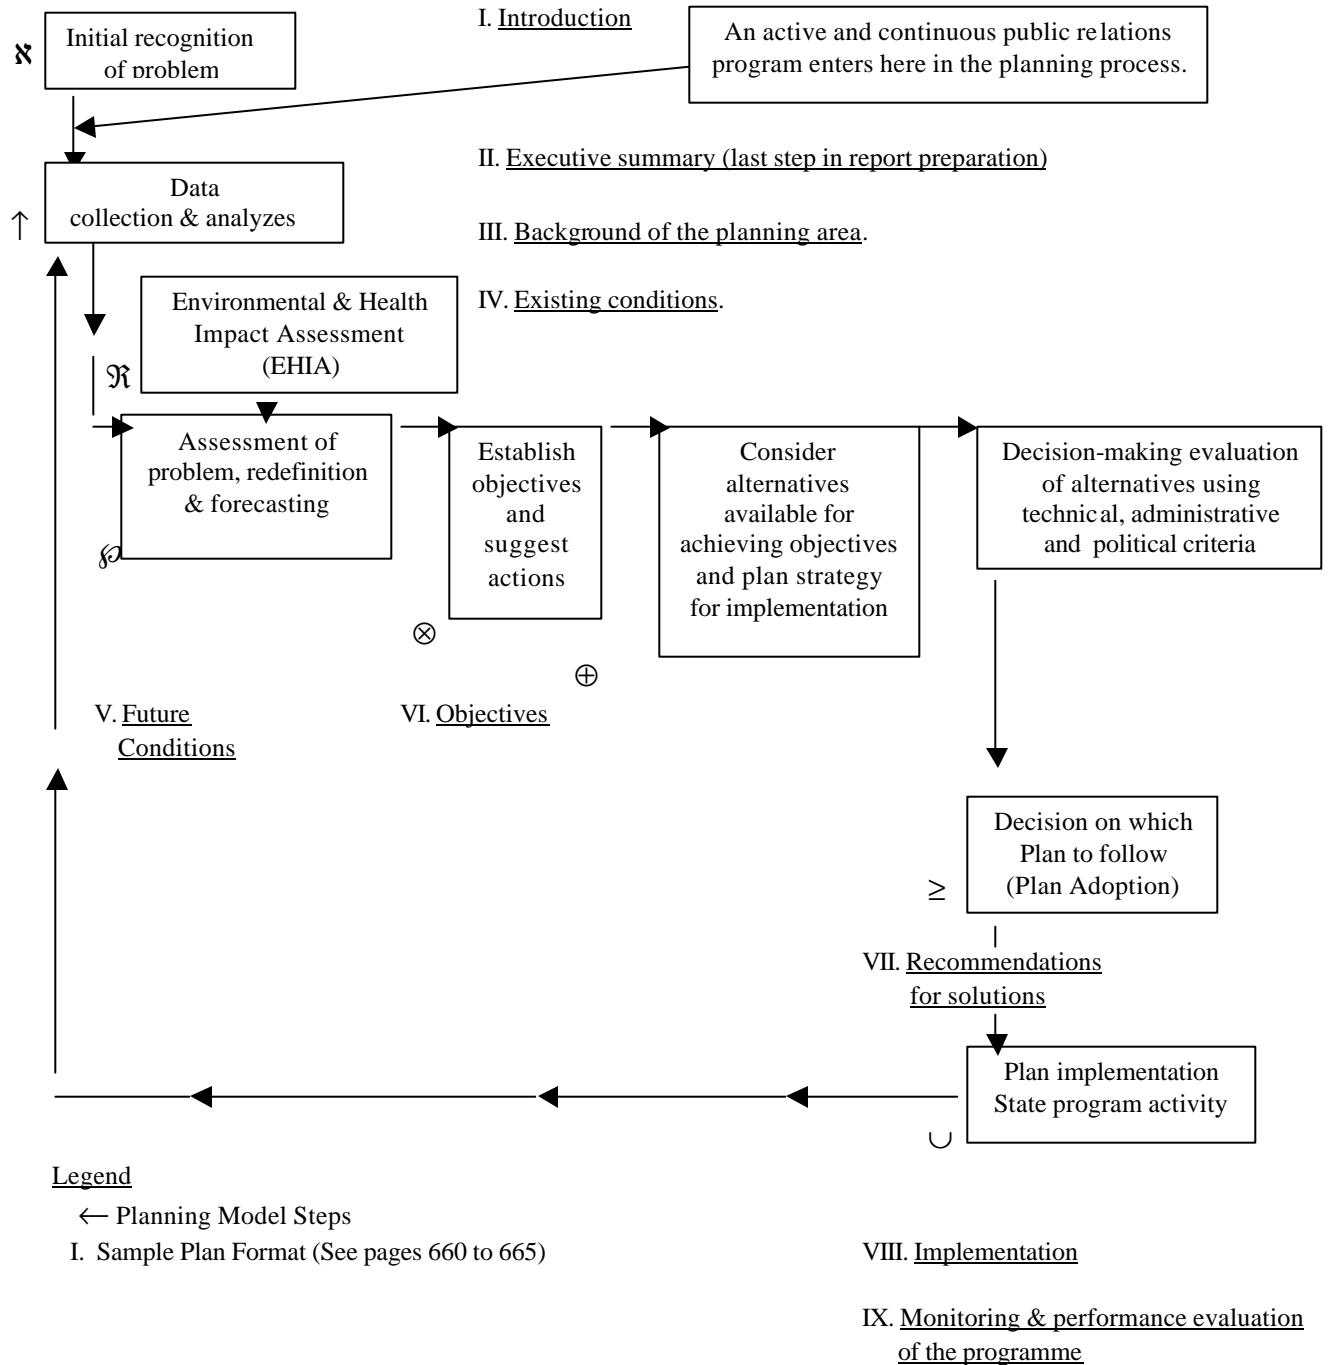 I. Introduction
ℵ
Initial recognition
of problem
An active and continuous public relations
program enters here in the planning process.
II. Executive summary (last step in report preparation)
Data
collection & analyzes
↑
III. Background of the planning area.
IV. Existing conditions.
Environmental & Health
Impact Assessment
(EHIA)
ℜ
Assessment of
problem, redefinition
& forecasting
℘
Establish
objectives
and
suggest
actions
⊗
⊕
Consider
alternatives
available for
achieving objectives
and plan strategy
for implementation
Decision-making evaluation
of alternatives using
technical, administrative
and political criteria
V. Future
Conditions
VI. Objectives
Decision on which
Plan to follow
(Plan Adoption)
≥
VII. Recommendations
for solutions
Plan implementation
State program activity
∪
Legend
← Planning Model Steps
I. Sample Plan Format (See pages 660 to 665)
VIII. Implementation
IX. Monitoring & performance evaluation
of the programme